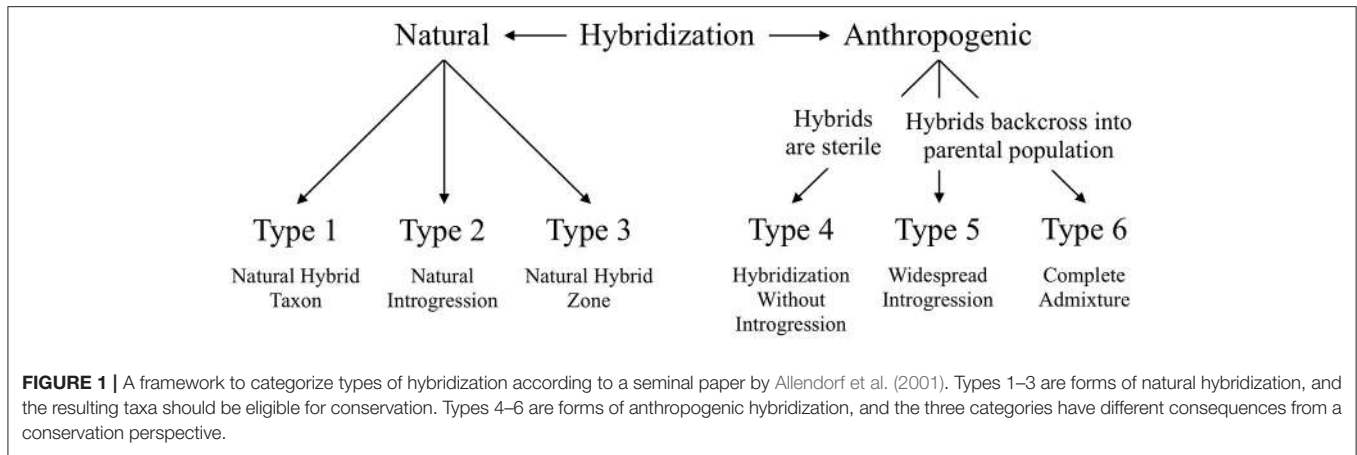 Natural Hybridization Anthropogenic
Hybrids
are sterile
Hybrids backcross into
parental population
Type 1
Natural Hybrid
Taxon
Type 2
Natural
Introgression
Type 3
Natural Hybrid
Zone
Type 4
Hybridization
Without
Introgression
Type 5
Widespread
Introgression
Type 6
Complete
Admixture
FIGURE 1 | A framework to categorize types of hybridization according to a seminal paper by Allendorf et al. (2001). Types 1–3 are forms of natural hybridization, and
the resulting taxa should be eligible for conservation. Types 4–6 are forms of anthropogenic hybridization, and the three categories have different consequences from a
conservation perspective.